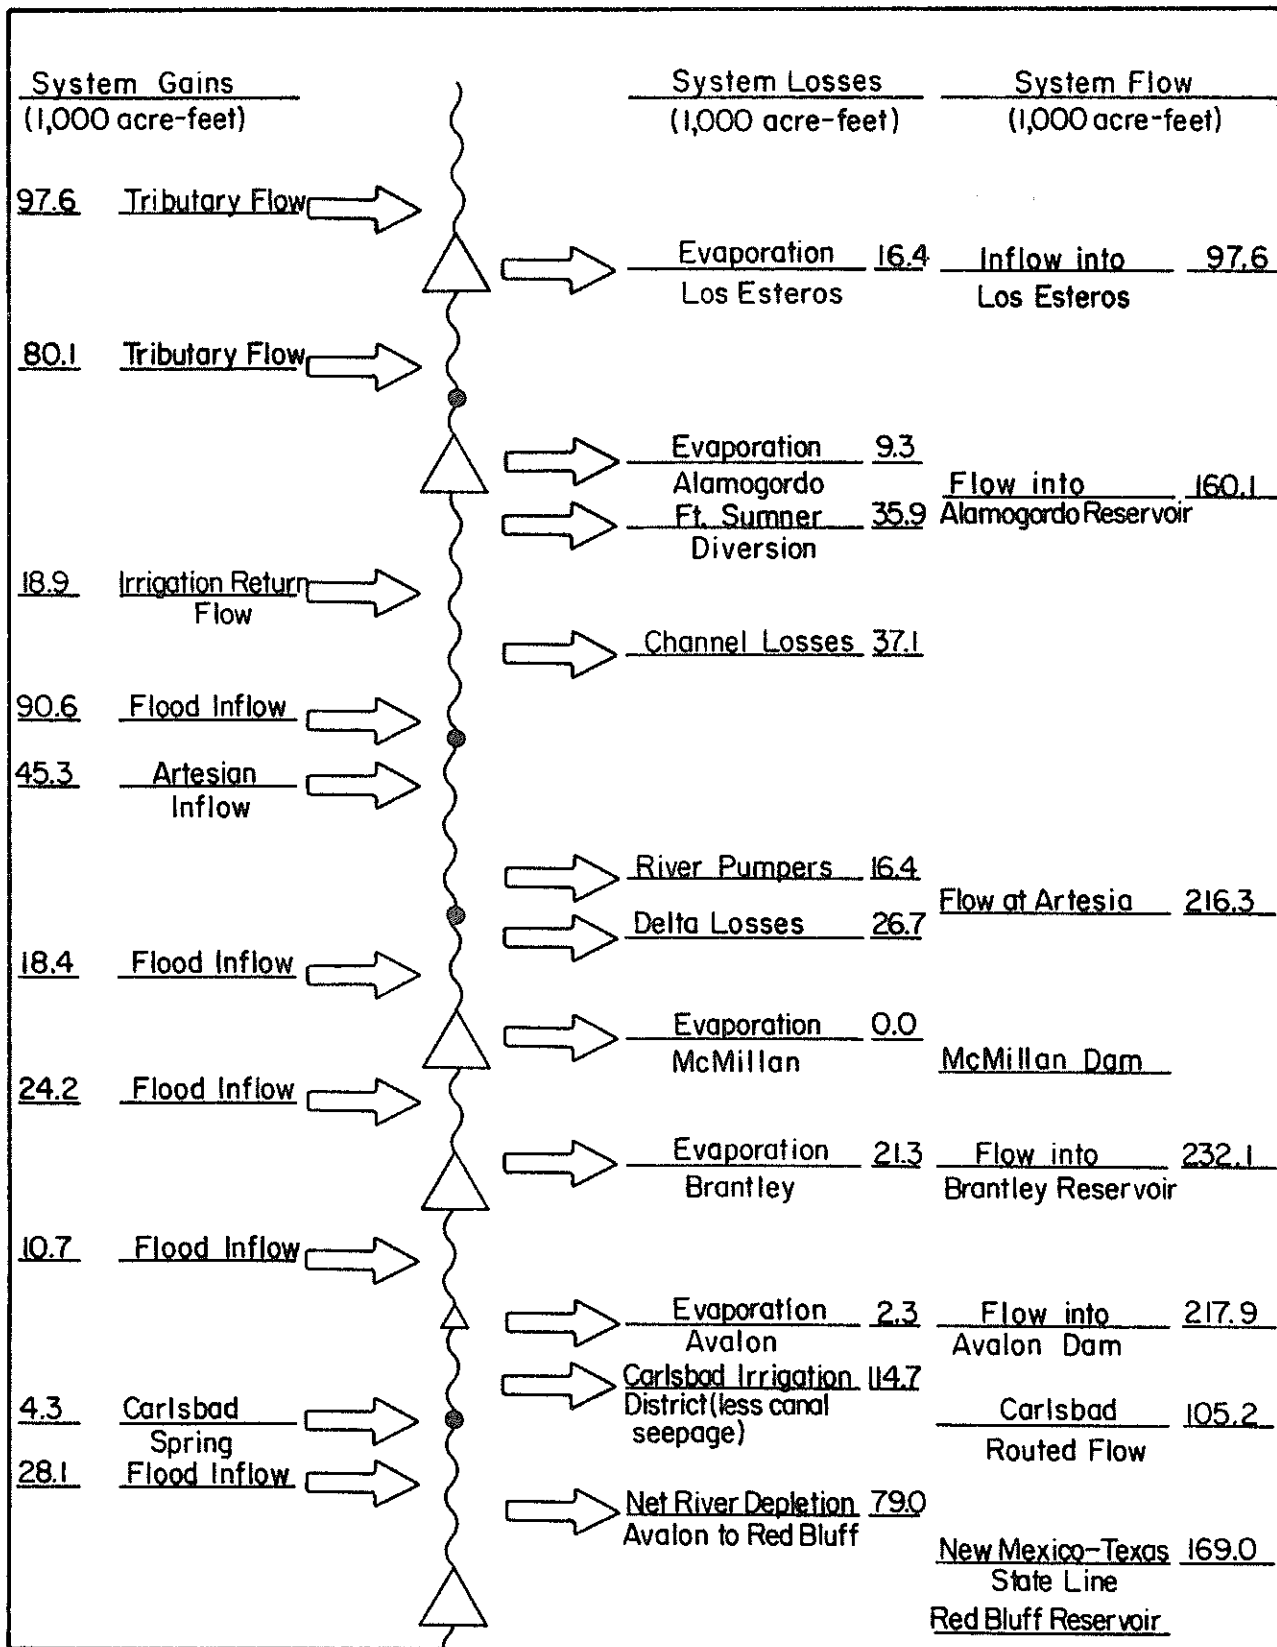 System Gains
(1,000 acre-feet)
System Losses
(1,000 acre-feet)
System Flow
(1,000 acre-feet)
97.6 Tributary Flow
Evaporation 16.4
Los Esteros
Inflow into 97.6
Los Esteros
80.1 Tributary Flow
Evaporation 9.3
Alamogordo
Flow into 160.1
Alamogordo Reservoir
Ft. Sumner 35.9
Diversion
18.9 Irrigation Return
Flow
Channel Losses 37.1
90.6 Flood Inflow
45.3 Artesian
Inflow
River Pumpers 16.4
Flow at Artesia 216.3
Delta Losses 26.7
18.4 Flood Inflow
Evaporation 0.0
McMillan
McMillan Dam
24.2 Flood Inflow
Evaporation 21.3
Brantley
Flow into 232.1
Brantley Reservoir
10.7 Flood Inflow
Evaporation 2.3
Avalon
Flow into 217.9
Avalon Dam
Carlsbad Irrigation 114.7
District (less canal
seepage)
4.3 Carlsbad
Spring
Carlsbad 105.2
Routed Flow
28.1 Flood Inflow
Net River Depletion 79.0
Avalon to Red Bluff
New Mexico-Texas 169.0
State Line
Red Bluff Reservoir